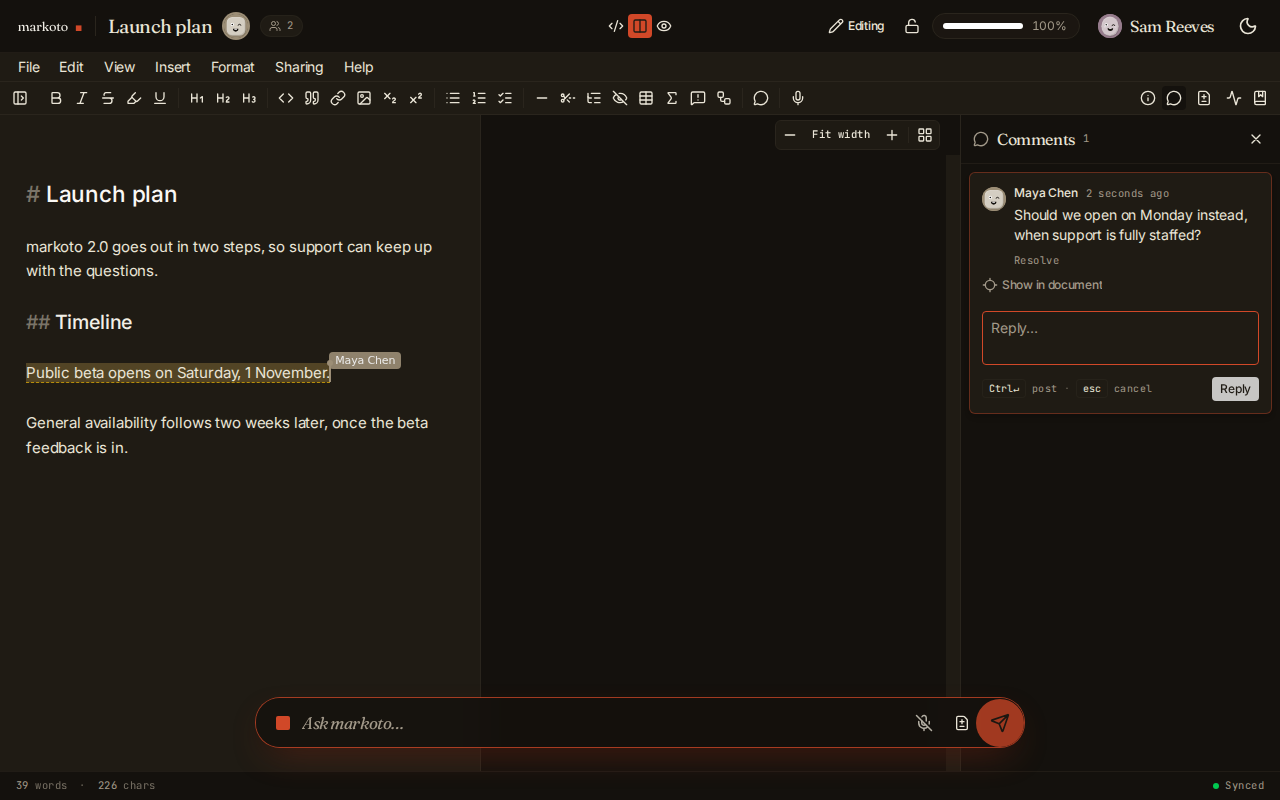 markoto
Launch plan
2
Editing
100%
Sam Reeves
File Edit View Insert Format Sharing Help
H1 H2 H3
Fit width
Comments 1
# Launch plan
markoto 2.0 goes out in two steps, so support can keep up
with the questions.
## Timeline
Maya Chen
Public beta opens on Saturday, 1 November.
General availability follows two weeks later, once the beta
feedback is in.
Maya Chen 2 seconds ago
Should we open on Monday instead,
when support is fully staffed?
Resolve
Show in document
Reply...
Ctrl↵ post · esc cancel
Reply
Ask markoto...
39 words · 226 chars
Synced